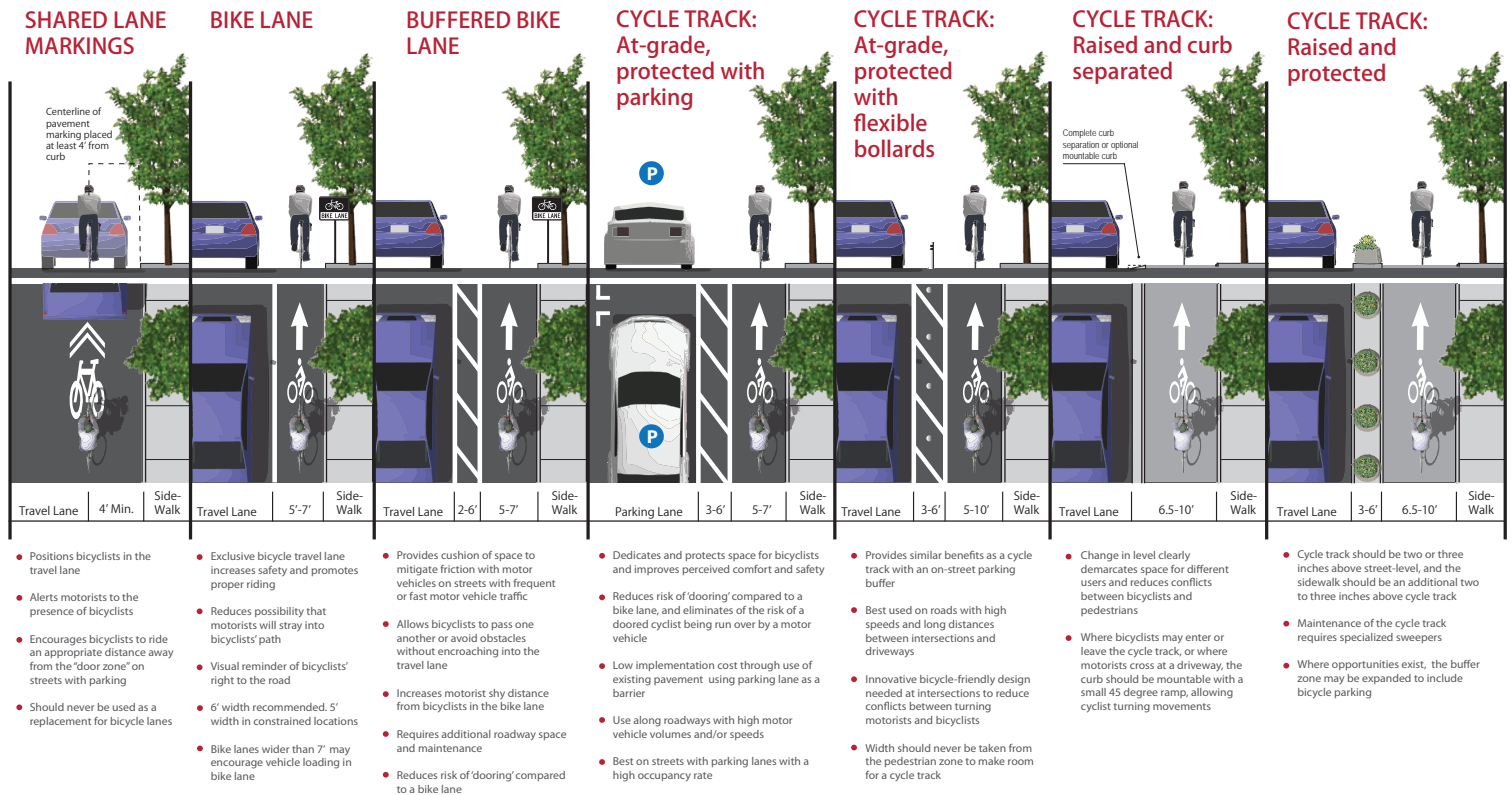 SHARED LANE
MARKINGS
Centerline of
pavement
marking placed
at least 4' from
curb
Travel Lane
4' Min.
Side-
Walk
Positions bicyclists in the
travel lane
Alerts motorists to the
presence of bicyclists
Encourages bicyclists to ride
an appropriate distance away
from the "door zone" on
streets with parking
Should never be used as a
replacement for bicycle lanes
BIKE LANE
BIKE LANE
Travel Lane
5'-7'
Side-
Walk
Exclusive bicycle travel lane
increases safety and promotes
proper riding
Reduces possibility that
motorists will stray into
bicyclists' path
Visual reminder of bicyclists'
right to the road
6' width recommended. 5'
width in constrained locations
Bike lanes wider than 7' may
encourage vehicle loading in
bike lane
BUFFERED BIKE
LANE
BIKE LANE
Travel Lane
2-6'
5-7'
Side-
Walk
Provides cushion of space to
mitigate friction with motor
vehicles on streets with frequent
or fast motor vehicle traffic
Allows bicyclists to pass one
another or avoid obstacles
without encroaching into the
travel lane
Increases motorist shy distance
from bicyclists in the bike lane
Requires additional roadway space
and maintenance
Reduces risk of 'dooring' compared
to a bike lane
CYCLE TRACK:
At-grade,
protected with
parking
P
P
Parking Lane
3-6'
5-7'
Side-
Walk
Dedicates and protects space for bicyclists
and improves perceived comfort and safety
Reduces risk of 'dooring' compared to a
bike lane, and eliminates of the risk of a
doored cyclist being run over by a motor
vehicle
Low implementation cost through use of
existing pavement using parking lane as a
barrier
Use along roadways with high motor
vehicle volumes and/or speeds
Best on streets with parking lanes with a
high occupancy rate
CYCLE TRACK:
At-grade,
protected
with
flexible
bollards
Travel Lane
3-6'
5-10'
Side-
Walk
Provides similar benefits as a cycle
track with an on-street parking
buffer
Best used on roads with high
speeds and long distances
between intersections and
driveways
Innovative bicycle-friendly design
needed at intersections to reduce
conflicts between turning
motorists and bicyclists
Width should never be taken from
the pedestrian zone to make room
for a cycle track
CYCLE TRACK:
Raised and curb
separated
Complete curb
separation or optional
mountable curb
Travel Lane
6.5-10'
Side-
Walk
Change in level clearly
demarcates space for different
users and reduces conflicts
between bicyclists and
pedestrians
Where bicyclists may enter or
leave the cycle track, or where
motorists cross at a driveway, the
curb should be mountable with a
small 45 degree ramp, allowing
cyclist turning movements
CYCLE TRACK:
Raised and
protected
Travel Lane
3-6'
6.5-10'
Side-
Walk
Cycle track should be two or three
inches above street-level, and the
sidewalk should be an additional two
to three inches above cycle track
Maintenance of the cycle track
requires specialized sweepers
Where opportunities exist, the buffer
zone may be expanded to include
bicycle parking